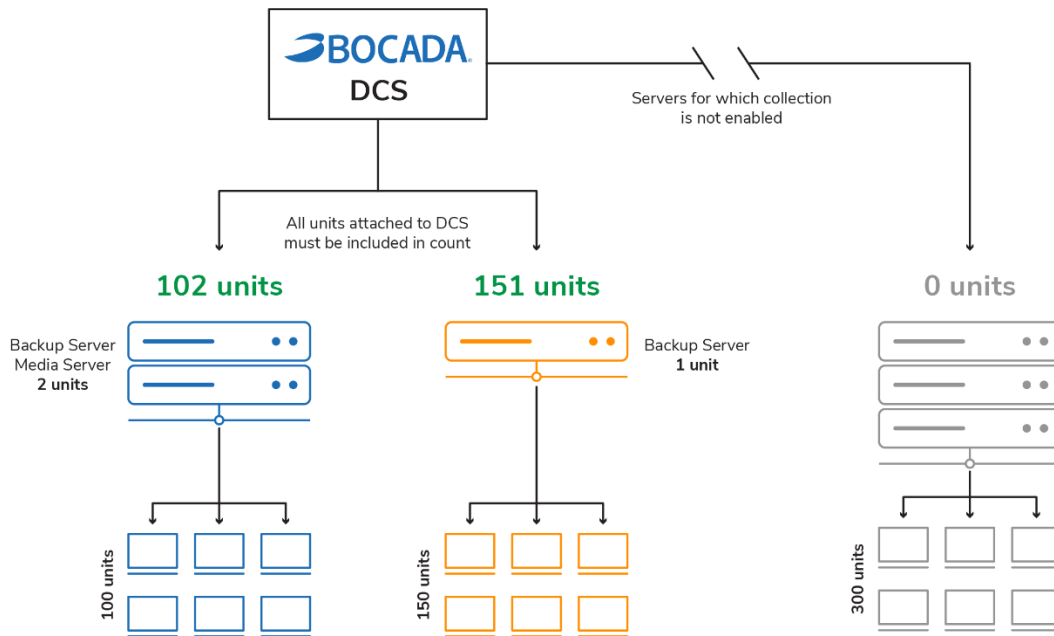 BOCADA
DCS
Servers for which collection
is not enabled
All units attached to DCS
must be included in count
102 units
151 units
0 units
Backup Server
Media Server
2 units
Backup Server
1 unit
100 units
150 units
300 units